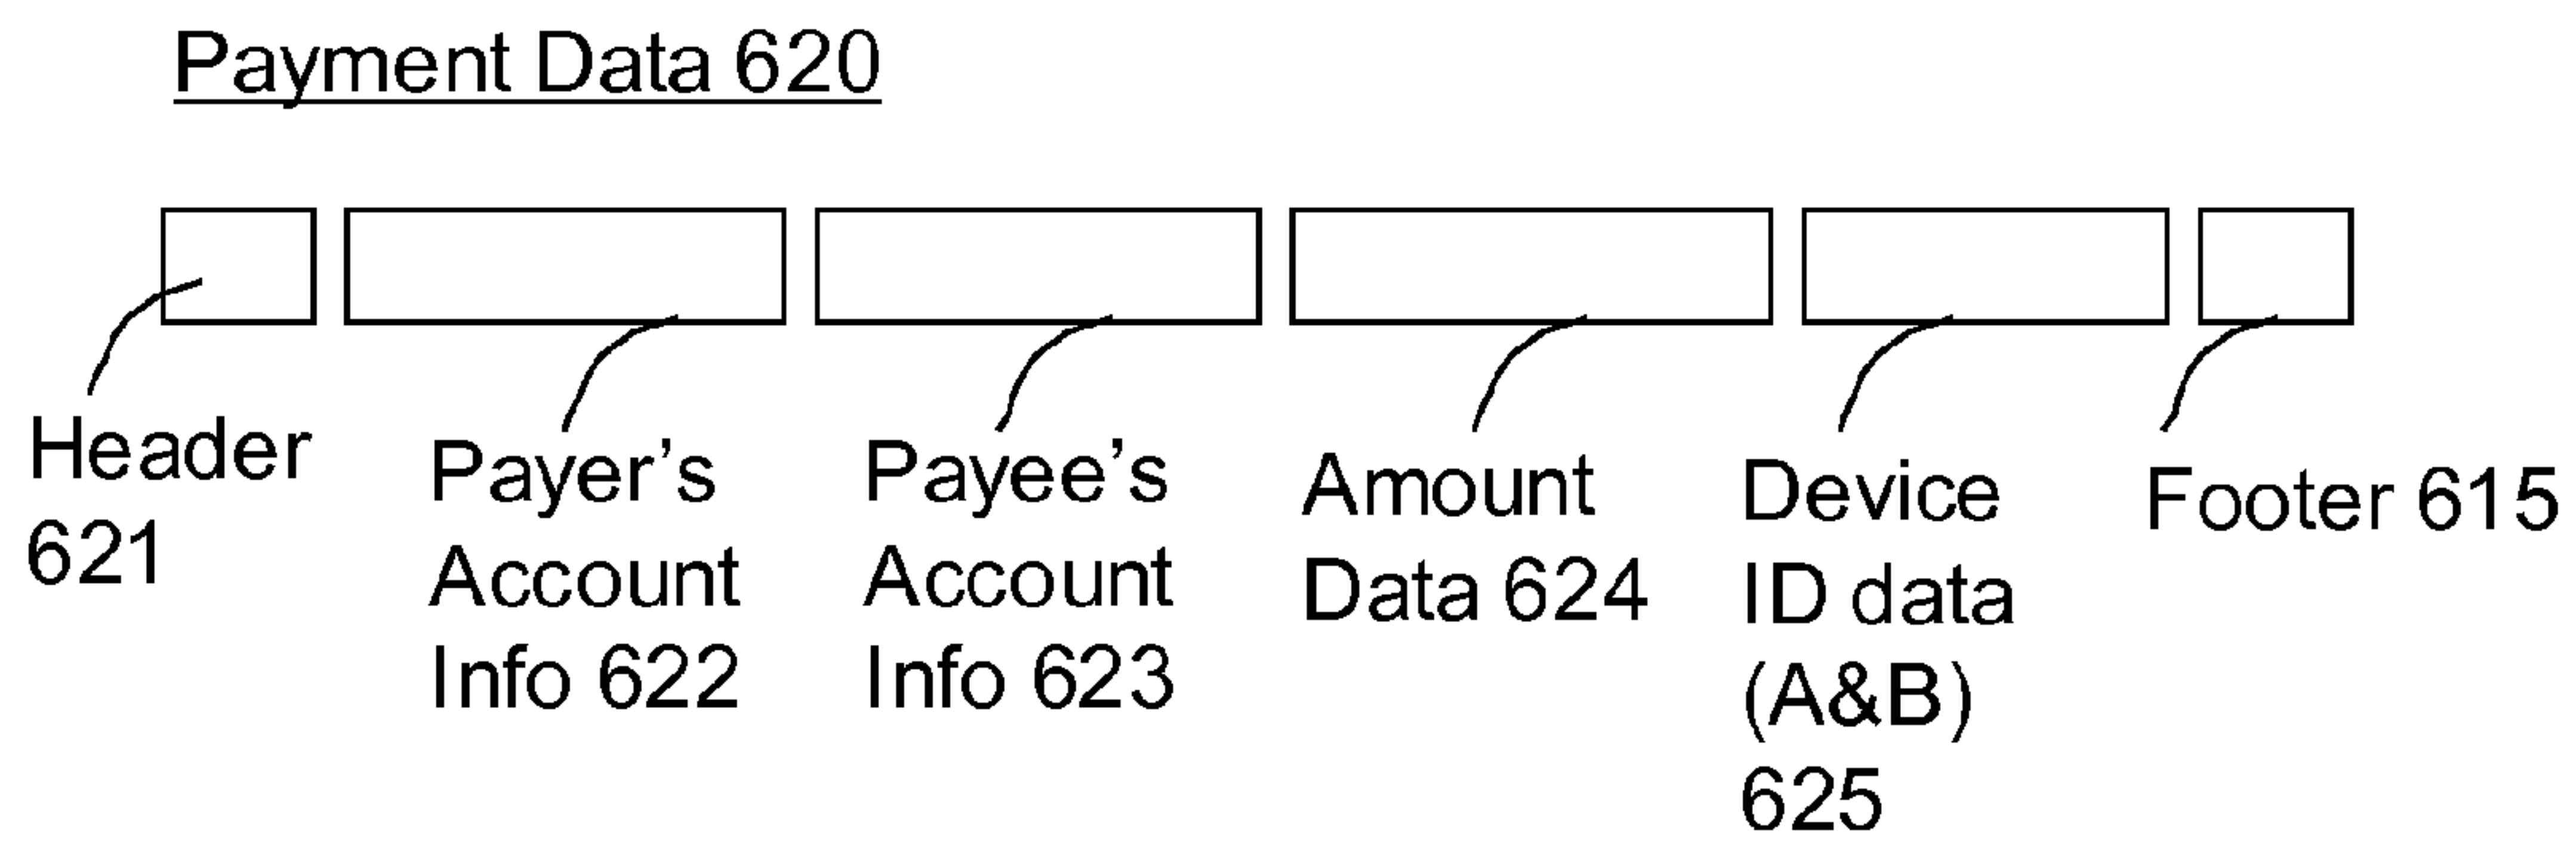 Payment Data 620
Header
621
Payer’s
Account
Info 622
Payee’s
Account
Info 623
Amount
Data 624
Device
ID data
(A&B)
625
Footer 615